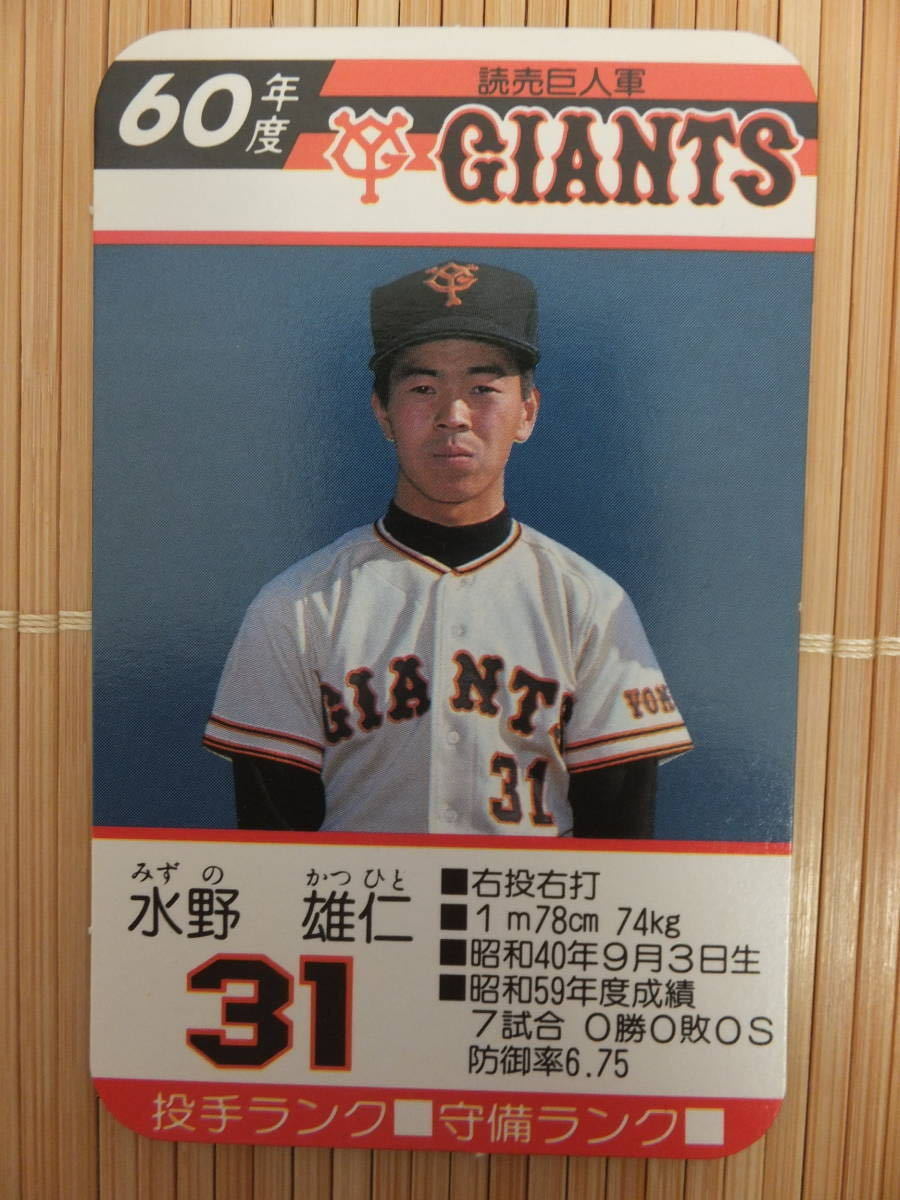 60年度
読売巨人軍
YG GIANTS
YG
GIANTS
YOM
31
みず の かつ ひと
水野 雄仁
31
■右投右打
■1m78cm 74kg
■昭和40年9月3日生
■昭和59年度成績
7試合 0勝0敗0S
防御率6.75
投手ランク■守備ランク■